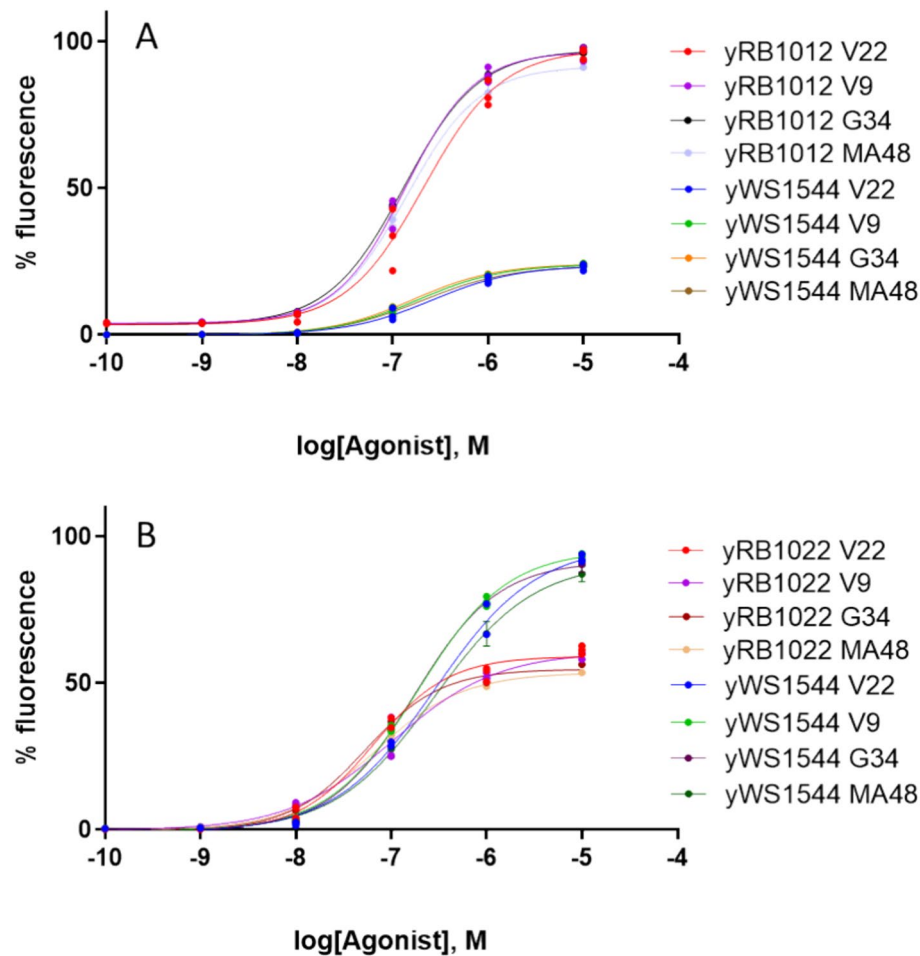 A
% fluorescence
100
50
0
-10 -9 -8 -7 -6 -5 -4
log[Agonist], M
yRB1012 V22
yRB1012 V9
yRB1012 G34
yRB1012 MA48
yWS1544 V22
yWS1544 V9
yWS1544 G34
yWS1544 MA48
B
% fluorescence
100
50
0
-10 -9 -8 -7 -6 -5 -4
log[Agonist], M
yRB1022 V22
yRB1022 V9
yRB1022 G34
yRB1022 MA48
yWS1544 V22
yWS1544 V9
yWS1544 G34
yWS1544 MA48